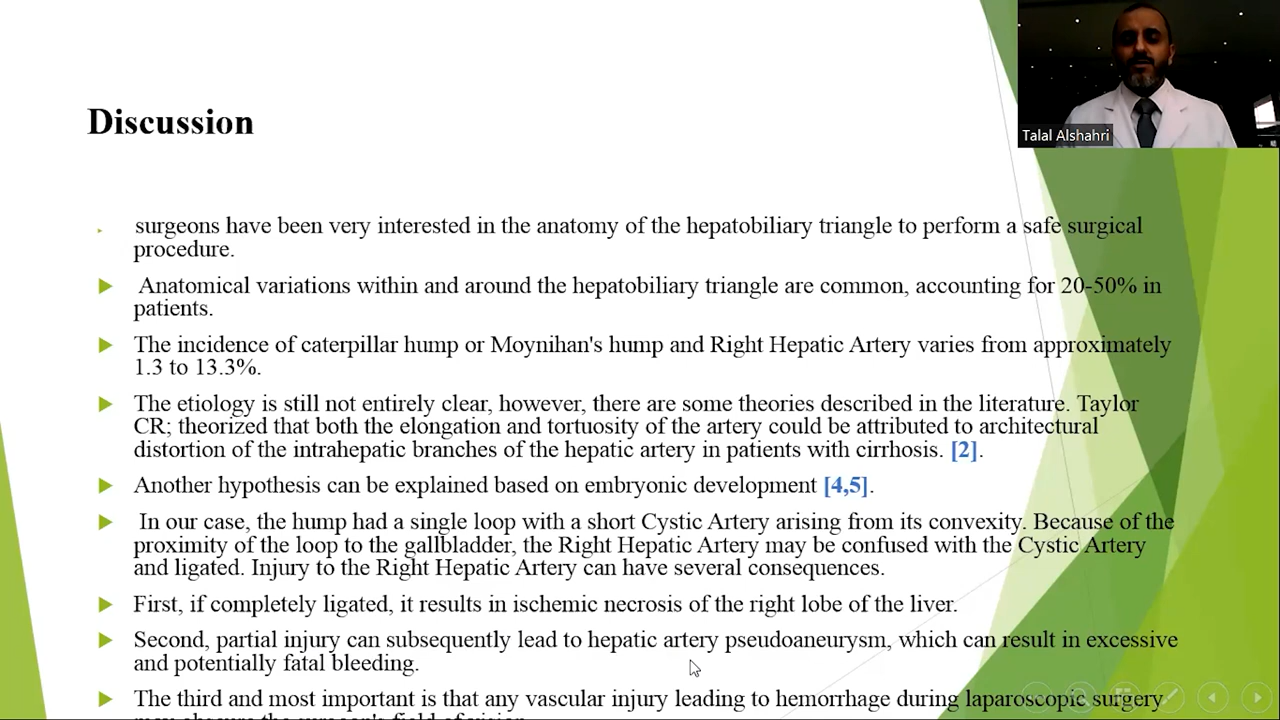 Talal Alshahri
Discussion
surgeons have been very interested in the anatomy of the hepatobiliary triangle to perform a safe surgical
procedure.
Anatomical variations within and around the hepatobiliary triangle are common, accounting for 20-50% in
patients.
The incidence of caterpillar hump or Moynihan's hump and Right Hepatic Artery varies from approximately
1.3 to 13.3%.
The etiology is still not entirely clear, however, there are some theories described in the literature. Taylor
CR; theorized that both the elongation and tortuosity of the artery could be attributed to architectural
distortion of the intrahepatic branches of the hepatic artery in patients with cirrhosis. [2].
Another hypothesis can be explained based on embryonic development [4,5].
In our case, the hump had a single loop with a short Cystic Artery arising from its convexity. Because of the
proximity of the loop to the gallbladder, the Right Hepatic Artery may be confused with the Cystic Artery
and ligated. Injury to the Right Hepatic Artery can have several consequences.
First, if completely ligated, it results in ischemic necrosis of the right lobe of the liver.
Second, partial injury can subsequently lead to hepatic artery pseudoaneurysm, which can result in excessive
and potentially fatal bleeding.
The third and most important is that any vascular injury leading to hemorrhage during laparoscopic surgery
may obscure the surgeon's field of vision.